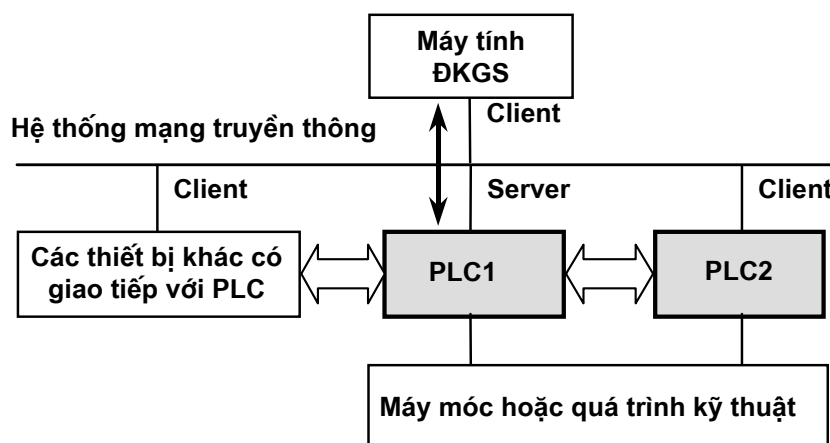 Máy tính
ĐKGS
Client
Hệ thống mạng truyền thông
Client
Server
Client
Các thiết bị khác có
giao tiếp với PLC
PLC1
PLC2
Máy móc hoặc quá trình kỹ thuật